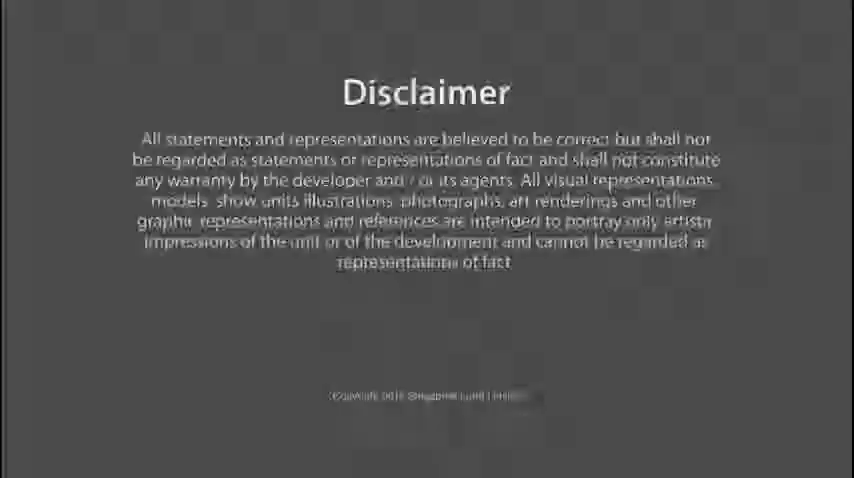 Disclaimer
All statements and representations are believed to be correct but shall not
be regarded as statements or representations of fact and shall not constitute
any warranty by the developer and / or its agents. All visual representations,
models, show units illustrations, photographs, art renderings and other
graphic representations and references are intended to portray only artistic
impressions of the unit or of the development and cannot be regarded as
representations of fact
Copyright